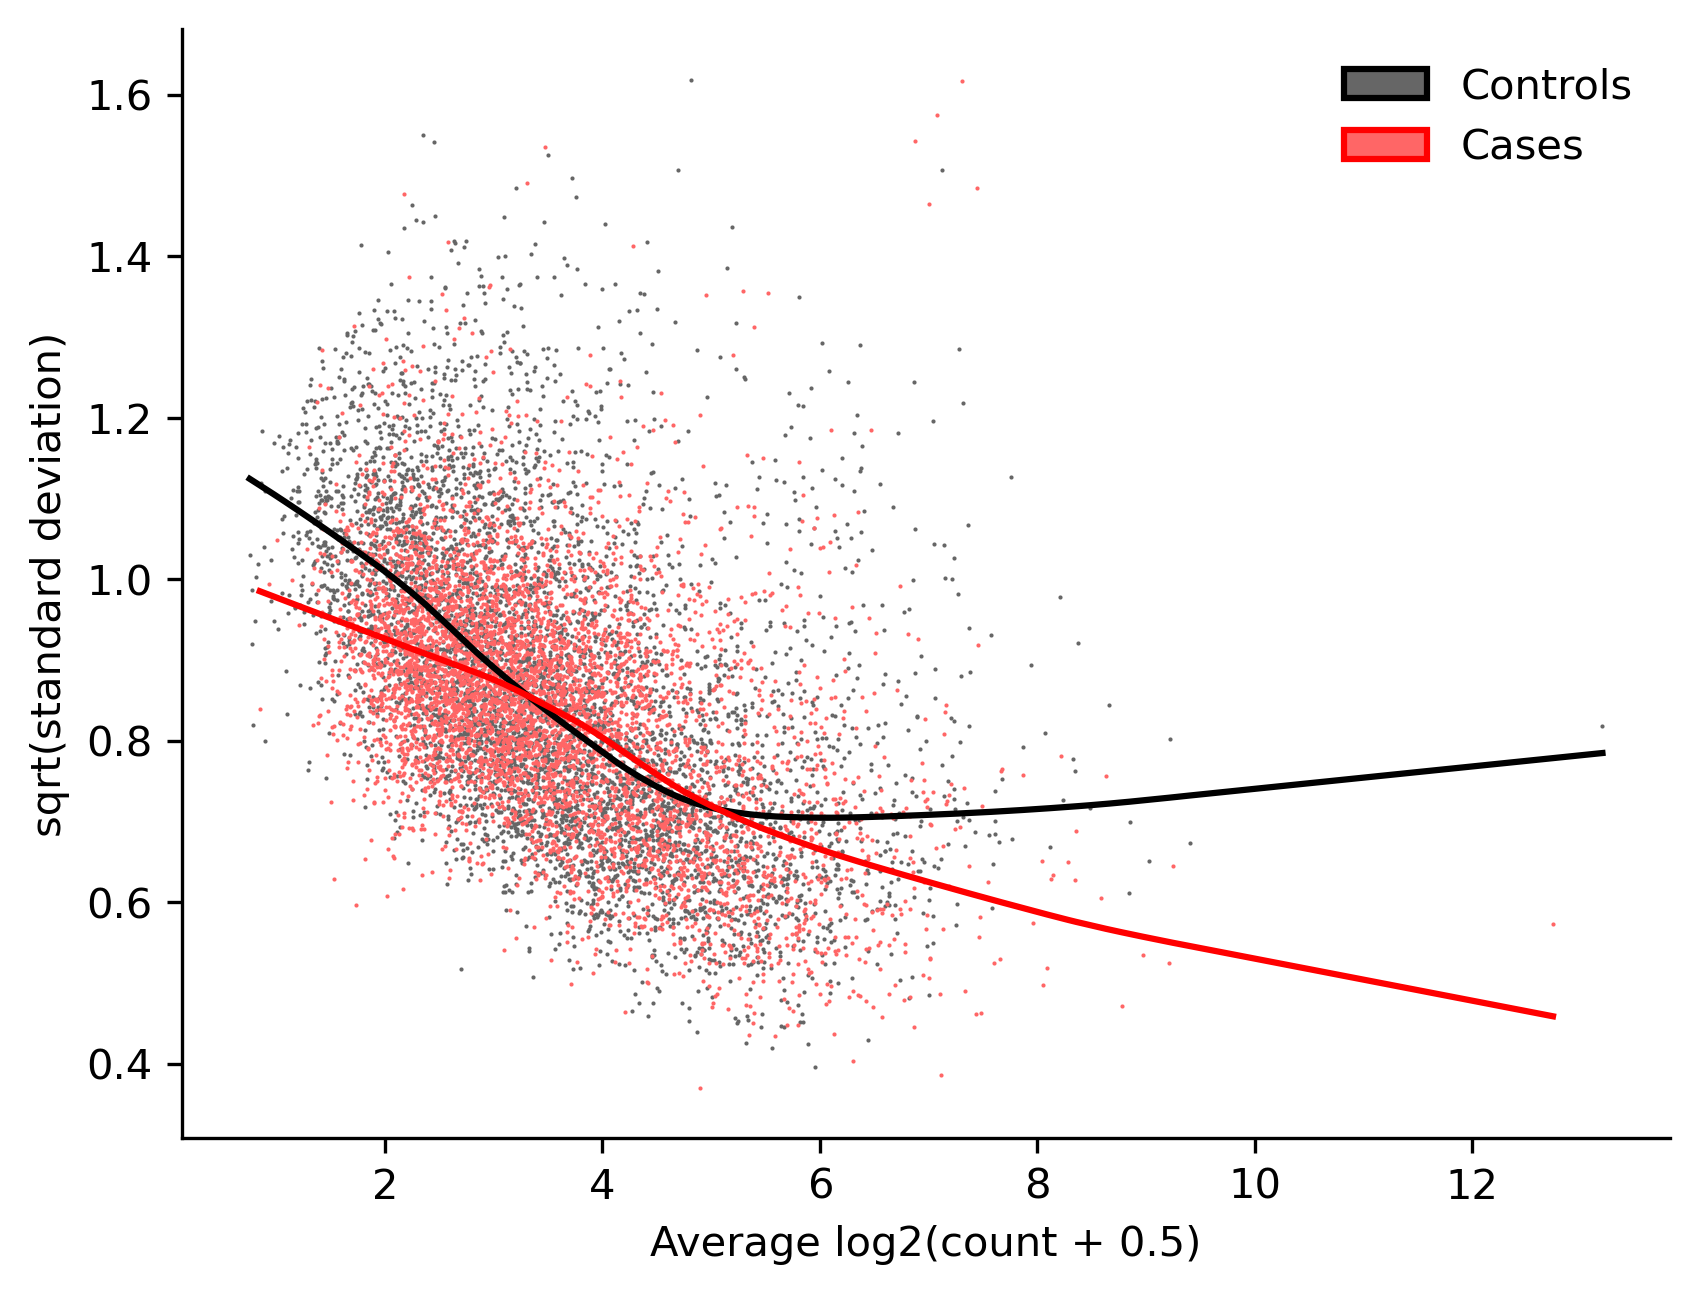 Controls
Cases
1.6
1.4
1.2
1.0
0.8
0.6
0.4
sqrt(standard deviation)
2 4 6 8 10 12
Average log2(count + 0.5)